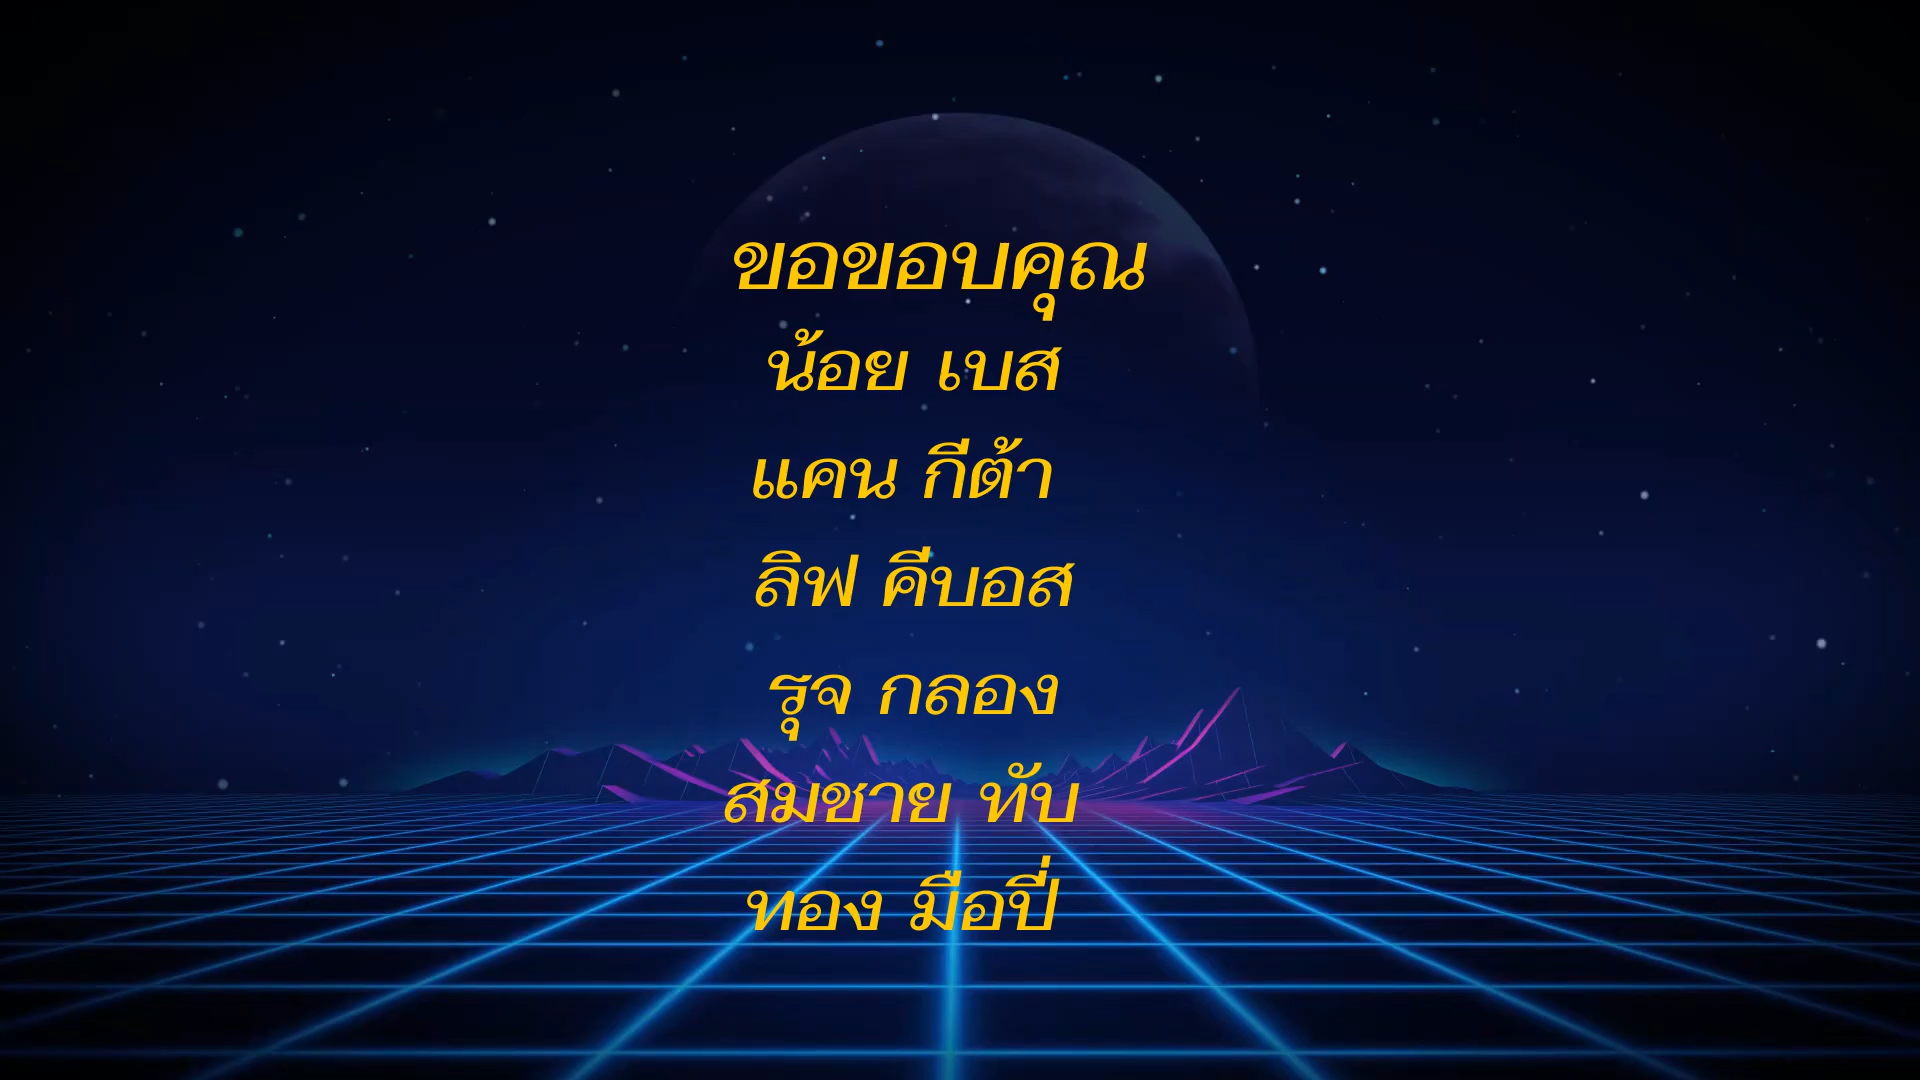 ขอขอบคุณ
น้อย เบส
แคน กีต้า
ลิฟ คีบอส
รุจ กลอง
สมชาย ทับ
ทอง มือปี่